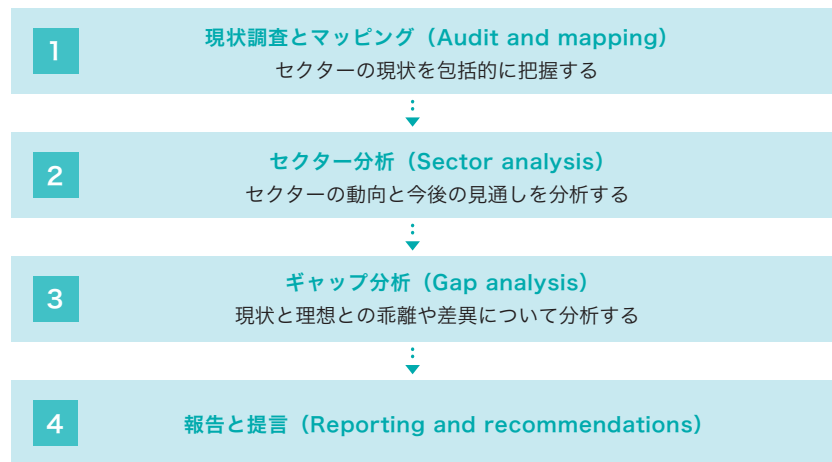 1
現状調査とマッピング（Audit and mapping）
セクターの現状を包括的に把握する
2
セクター分析（Sector analysis）
セクターの動向と今後の見通しを分析する
3
ギャップ分析（Gap analysis）
現状と理想との乖離や差異について分析する
4
報告と提言（Reporting and recommendations）